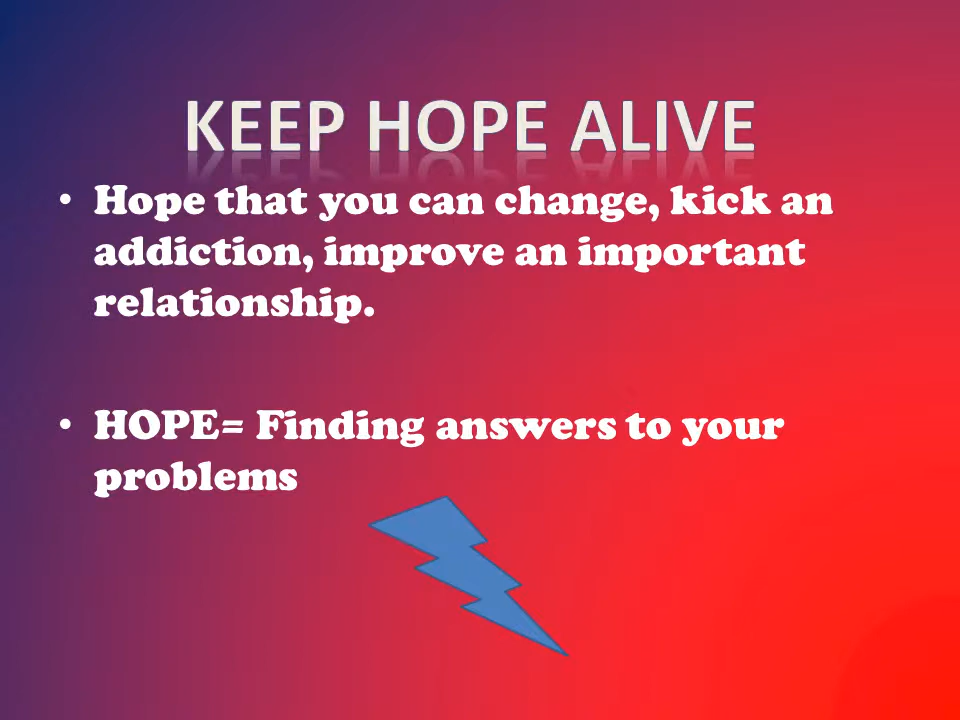 KEEP HOPE ALIVE
• Hope that you can change, kick an
addiction, improve an important
relationship.
• HOPE= Finding answers to your
problems